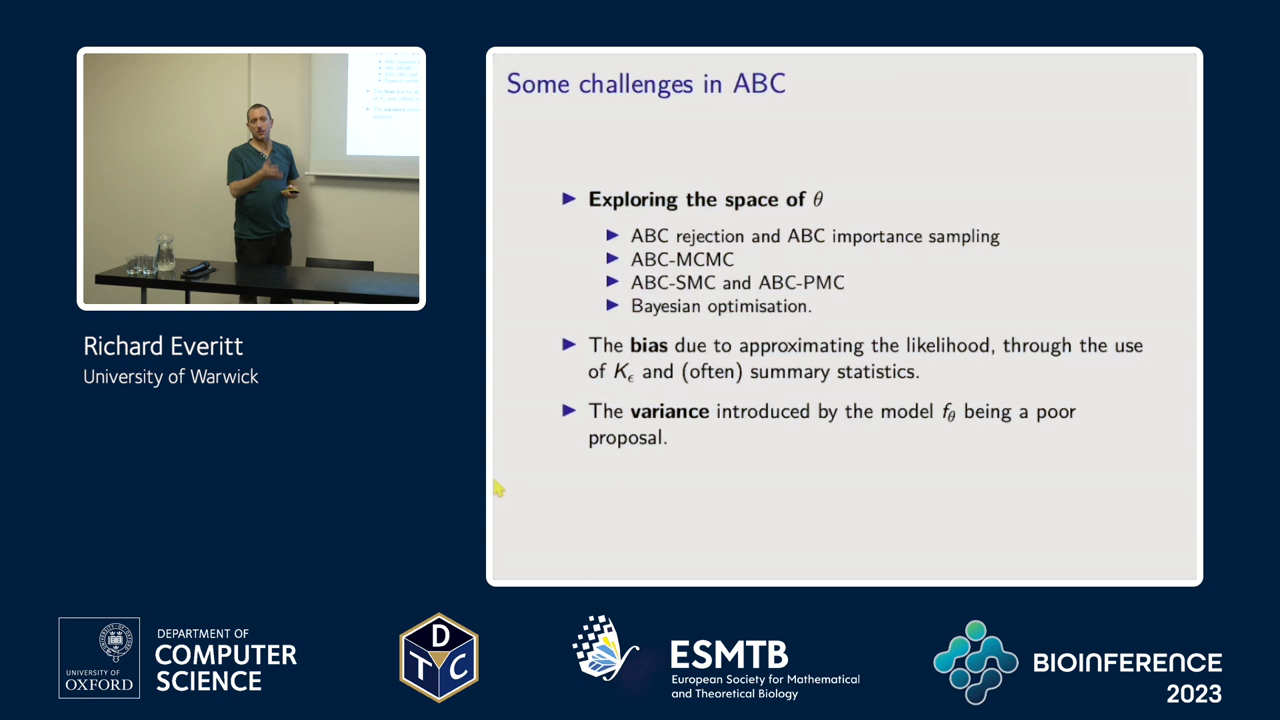 Some challenges in ABC
▶ Exploring the space of θ
▶ ABC rejection and ABC importance sampling
▶ ABC-MCMC
▶ ABC-SMC and ABC-PMC
▶ Bayesian optimisation.
▶ The bias due to approximating the likelihood, through the use
of Kϵ and (often) summary statistics.
▶ The variance introduced by the model fθ being a poor
proposal.
Richard Everitt
University of Warwick
UNIVERSITY OF
OXFORD
DEPARTMENT OF
COMPUTER
SCIENCE
D
T C
ESMTB
European Society for Mathematical
and Theoretical Biology
BIOINFERENCE
2023